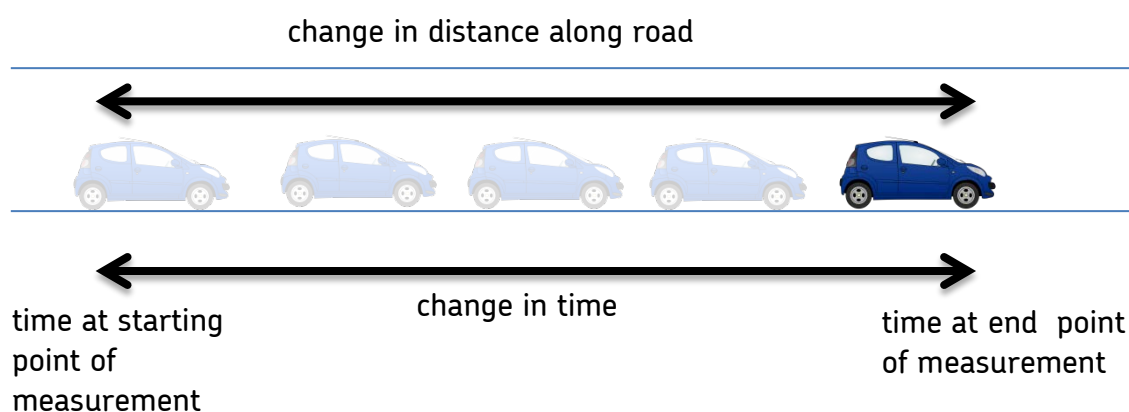 change in distance along road
change in time
time at starting
point of
measurement
time at end point
of measurement